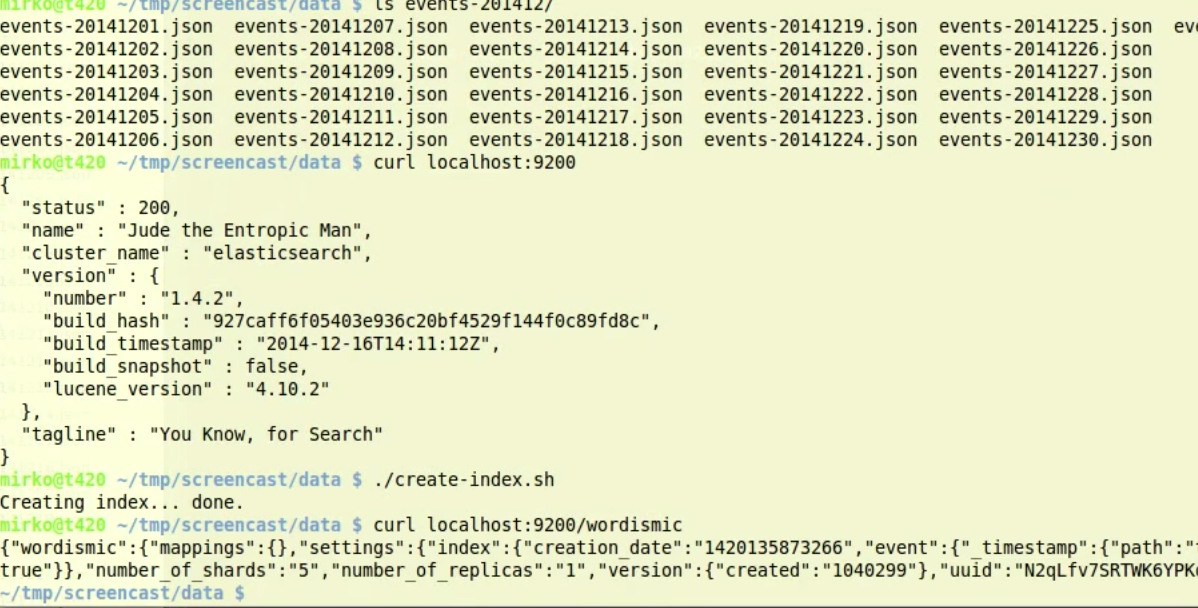 mirko@t420 ~/tmp/screencast/data $ ls events-201412/
events-20141201.json  events-20141207.json  events-20141213.json  events-20141219.json  events-20141225.json
events-20141202.json  events-20141208.json  events-20141214.json  events-20141220.json  events-20141226.json
events-20141203.json  events-20141209.json  events-20141215.json  events-20141221.json  events-20141227.json
events-20141204.json  events-20141210.json  events-20141216.json  events-20141222.json  events-20141228.json
events-20141205.json  events-20141211.json  events-20141217.json  events-20141223.json  events-20141229.json
events-20141206.json  events-20141212.json  events-20141218.json  events-20141224.json  events-20141230.json
mirko@t420 ~/tmp/screencast/data $ curl localhost:9200
{
  "status" : 200,
  "name" : "Jude the Entropic Man",
  "cluster_name" : "elasticsearch",
  "version" : {
    "number" : "1.4.2",
    "build_hash" : "927caff6f05403e936c20bf4529f144f0c89fd8c",
    "build_timestamp" : "2014-12-16T14:11:12Z",
    "build_snapshot" : false,
    "lucene_version" : "4.10.2"
  },
  "tagline" : "You Know, for Search"
}
mirko@t420 ~/tmp/screencast/data $ ./create-index.sh
Creating index... done.
mirko@t420 ~/tmp/screencast/data $ curl localhost:9200/wordismic
{"wordismic":{"mappings":{},"settings":{"index":{"creation_date":"1420135873266","event":{"_timestamp":{"path":"
true"}},"number_of_shards":"5","number_of_replicas":"1","version":{"created":"1040299"},"uuid":"N2qLfv7SRTWK6YPK
~/tmp/screencast/data $